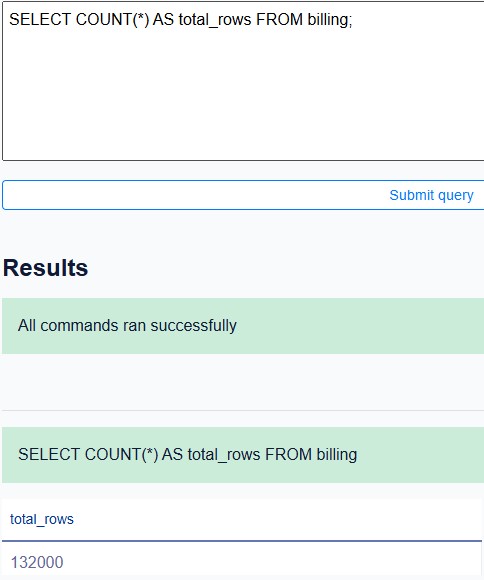 SELECT COUNT(*) AS total_rows FROM billing;
Submit query
Results
All commands ran successfully
SELECT COUNT(*) AS total_rows FROM billing
total_rows
132000